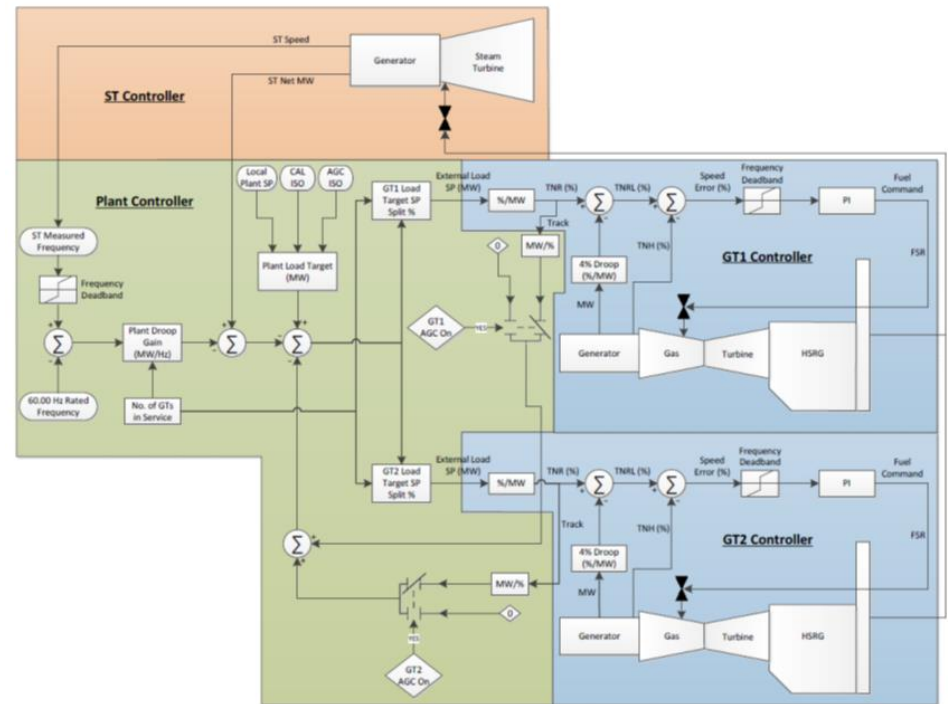 ST Speed
Generator
Steam
Turbine
ST Net MW
ST Controller
Local
Plant SP
CAL
ISO
AGC
ISO
GT1 Load
Target SP
Split %
External Load
SP (MW)
%/MW
TNR (%)
TNRL (%)
Speed
Error (%)
Frequency
Deadband
PI
Fuel
Command
Plant Controller
Track
0
MW/%
ST Measured
Frequency
Plant Load Target
(MW)
4% Droop
(%/MW)
TNH (%)
GT1 Controller
FSR
MW
Frequency
Deadband
+
-
Σ
Plant Droop
Gain
(MW/Hz)
+
-
Σ
-
-
-
Σ
GT1
AGC On
YES
+
-
Σ
+
-
Σ
Generator
Gas
Turbine
HSRG
60.00 Hz Rated
Frequency
No. of GTs
in Service
GT2 Load
Target SP
Split %
External Load
SP (MW)
%/MW
TNR (%)
TNRL (%)
Speed
Error (%)
Frequency
Deadband
PI
Fuel
Command
+
-
Σ
+
-
Σ
Track
TNH (%)
GT2 Controller
FSR
Σ
+
+
4% Droop
(%/MW)
MW
MW/%
0
YES
GT2
AGC On
Generator
Gas
Turbine
HSRG